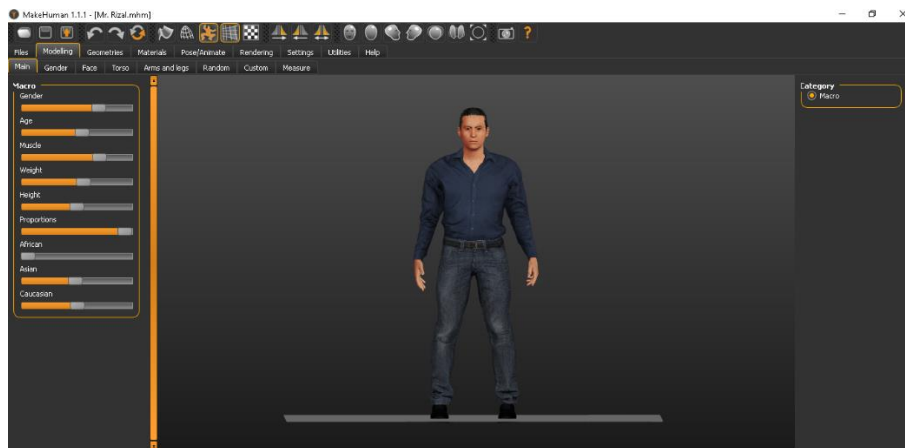 MakeHuman 1.1.1 - [Mr. Rizal.mhm]
Files Modelling Geometries Materials Pose/Animate Rendering Settings Utilities Help
Main Gender Face Torso Arms and legs Random Custom Measure
Macro
Gender
Age
Muscle
Weight
Height
Proportions
African
Asian
Caucasian
Category
Macro